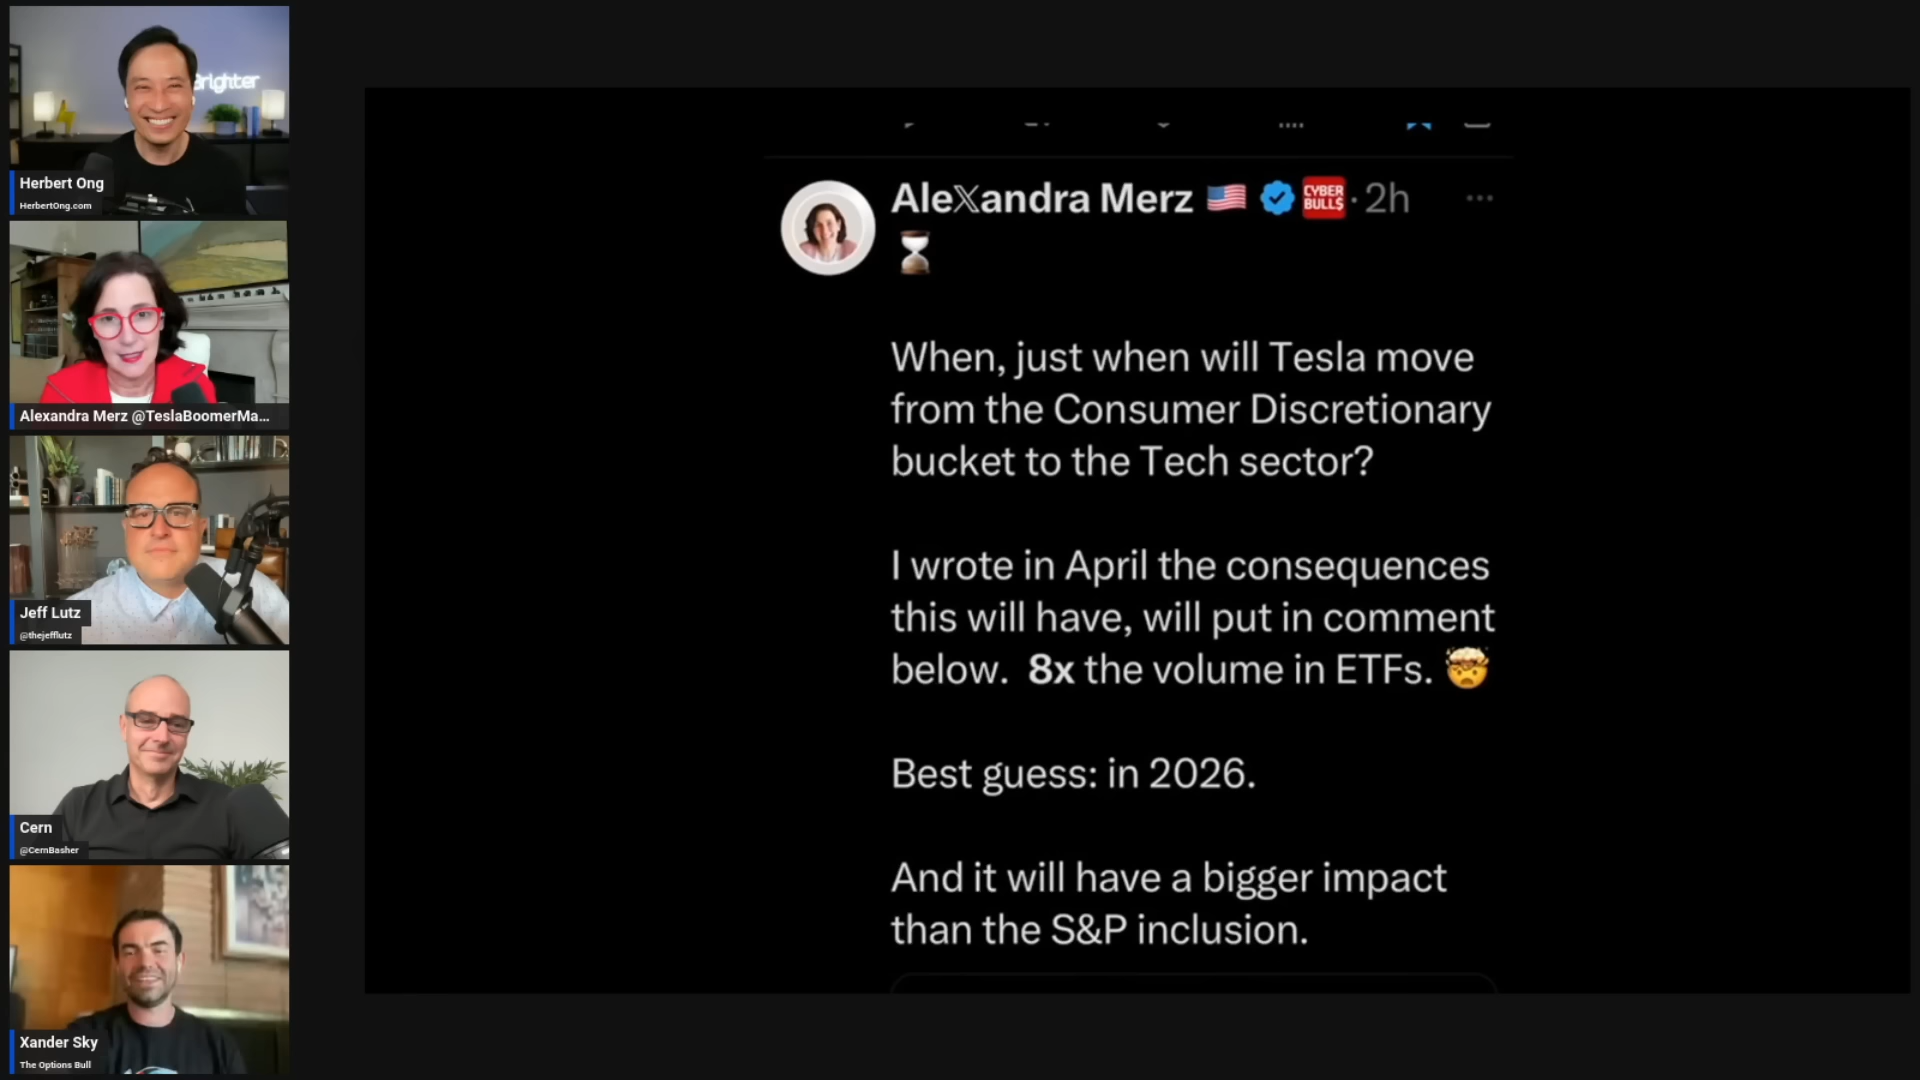 Brighter
Herbert Ong
HerbertOng.com
Alexandra Merz @TeslaBoomerMa...
Jeff Lutz
@thejefflutz
Cern
@CernBasher
Xander Sky
The Options Bull
Ale𝕏andra Merz 🇺🇸 CYBER BULL$ · 2h
⏳
When, just when will Tesla move
from the Consumer Discretionary
bucket to the Tech sector?
I wrote in April the consequences
this will have, will put in comment
below. 8x the volume in ETFs. 🤯
Best guess: in 2026.
And it will have a bigger impact
than the S&P inclusion.